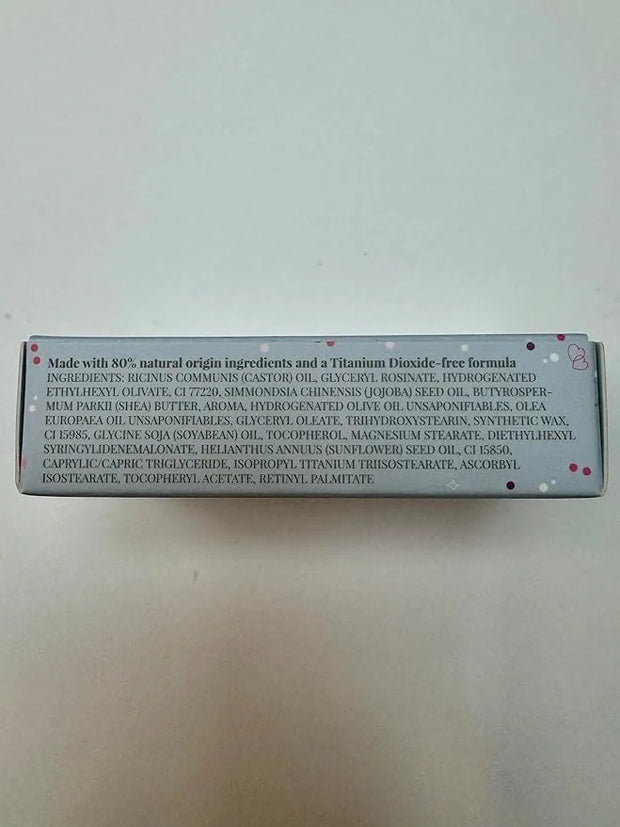 Made with 80% natural origin ingredients and a Titanium Dioxide-free formula
INGREDIENTS: RICINUS COMMUNIS (CASTOR) OIL, GLYCERYL ROSINATE, HYDROGENATED
ETHYLHEXYL OLIVATE, CI 77220, SIMMONDSIA CHINENSIS (JOJOBA) SEED OIL, BUTYROSPER-
MUM PARKII (SHEA) BUTTER, AROMA, HYDROGENATED OLIVE OIL UNSAPONIFIABLES, OLEA
EUROPAEA OIL UNSAPONIFIABLES, GLYCERYL OLEATE, TRIHYDROXYSTEARIN, SYNTHETIC WAX,
CI 15985, GLYCINE SOJA (SOYABEAN) OIL, TOCOPHEROL, MAGNESIUM STEARATE, DIETHYLHEXYL
SYRINGYLIDENEMALONATE, HELIANTHUS ANNUUS (SUNFLOWER) SEED OIL, CI 15850,
CAPRYLIC/CAPRIC TRIGLYCERIDE, ISOPROPYL TITANIUM TRIISOSTEARATE, ASCORBYL
ISOSTEARATE, TOCOPHERYL ACETATE, RETINYL PALMITATE